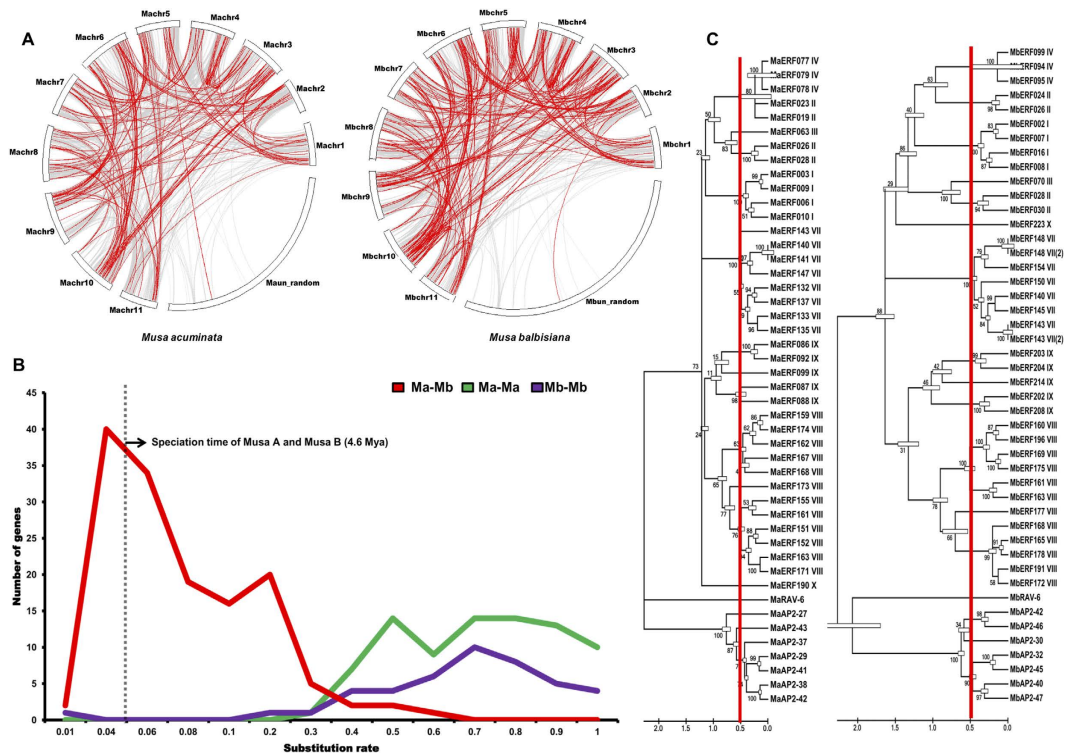 A
Machr1
Machr2
Machr3
Machr4
Machr5
Machr6
Machr7
Machr8
Machr9
Machr10
Machr11
Maun_random
Musa acuminata
Mbchr1
Mbchr2
Mbchr3
Mbchr4
Mbchr5
Mbchr6
Mbchr7
Mbchr8
Mbchr9
Mbchr10
Mbchr11
Mbun_random
Musa balbisiana
B
Ma-Mb Ma-Ma Mb-Mb
Speciation time of Musa A and Musa B (4.6 Mya)
Number of genes
45
40
35
30
25
20
15
10
5
0
0.01 0.04 0.06 0.08 0.1 0.2 0.3 0.4 0.5 0.6 0.7 0.8 0.9 1
Substitution rate
C
MaERF077 IV
MaERF079 IV
MaERF078 IV
MaERF023 II
MaERF019 II
MaERF063 III
MaERF026 II
MaERF028 II
MaERF003 I
MaERF009 I
MaERF006 I
MaERF010 I
MaERF143 VII
MaERF140 VII
MaERF141 VII
MaERF147 VII
MaERF132 VII
MaERF137 VII
MaERF133 VII
MaERF135 VII
MaERF086 IX
MaERF092 IX
MaERF099 IX
MaERF087 IX
MaERF088 IX
MaERF159 VIII
MaERF174 VIII
MaERF162 VIII
MaERF167 VIII
MaERF168 VIII
MaERF173 VIII
MaERF155 VIII
MaERF161 VIII
MaERF151 VIII
MaERF152 VIII
MaERF163 VIII
MaERF171 VIII
MaERF190 X
MaRAV-6
MaAP2-27
MaAP2-43
MaAP2-37
MaAP2-29
MaAP2-41
MaAP2-38
MaAP2-42
2.0 1.5 1.0 0.5 0.0
MbERF099 IV
ERF094 IV
MbERF095 IV
MbERF024 II
MbERF026 II
MbERF002 I
MbERF007 I
MbERF016 I
MbERF008 I
MbERF070 III
MbERF028 II
MbERF030 II
MbERF223 X
MbERF148 VII
MbERF148 VII(2)
MbERF154 VII
MbERF150 VII
MbERF140 VII
MbERF145 VII
MbERF143 VII
MbERF143 VII(2)
MbERF203 IX
MbERF204 IX
MbERF214 IX
MbERF202 IX
MbERF208 IX
MbERF160 VIII
MbERF196 VIII
MbERF169 VIII
MbERF175 VIII
MbERF161 VIII
MbERF163 VIII
MbERF177 VIII
MbERF168 VIII
MbERF165 VIII
MbERF178 VIII
MbERF191 VIII
MbERF172 VIII
MbRAV-6
MbAP2-42
MbAP2-46
MbAP2-30
MbAP2-32
MbAP2-45
MbAP2-40
MbAP2-47
2.0 1.5 1.0 0.5 0.0